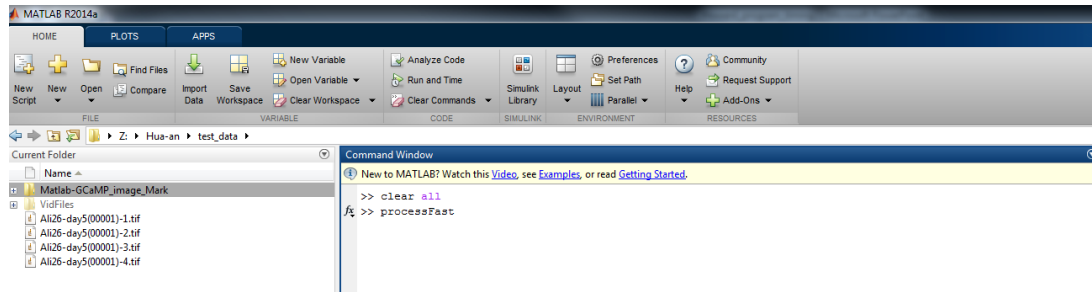 MATLAB R2014a
HOME PLOTS APPS
New Script
New
Open
Find Files
Compare
Import Data
Save Workspace
New Variable
Open Variable
Clear Workspace
Analyze Code
Run and Time
Clear Commands
Simulink Library
Layout
Preferences
Set Path
Parallel
Help
Community
Request Support
Add-Ons
FILE VARIABLE CODE SIMULINK ENVIRONMENT RESOURCES
Z: Hua-an test_data
Current Folder
Name
Matlab-GCaMP_image_Mark
VidFiles
Ali26-day5(00001)-1.tif
Ali26-day5(00001)-2.tif
Ali26-day5(00001)-3.tif
Ali26-day5(00001)-4.tif
Command Window
New to MATLAB? Watch this Video, see Examples, or read Getting Started.
>> clear all
fx >> processFast